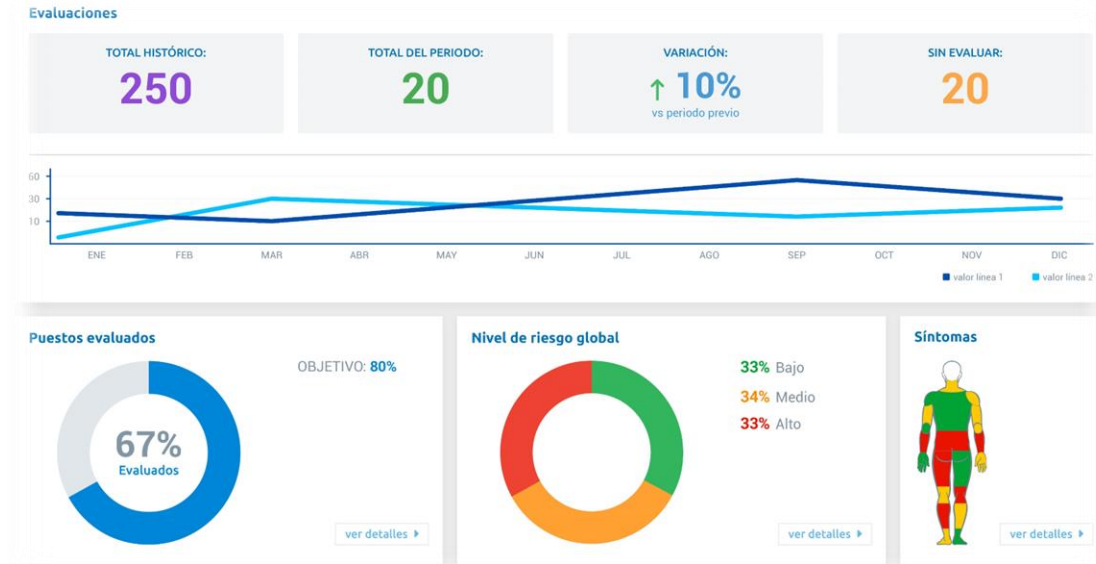 Evaluaciones
TOTAL HISTÓRICO:
250
TOTAL DEL PERIODO:
20
VARIACIÓN:
↑ 10%
vs periodo previo
SIN EVALUAR:
20
60
30
10
ENE FEB MAR ABR MAY JUN JUL AGO SEP OCT NOV DIC
valor línea 1 valor línea 2
Puestos evaluados
OBJETIVO: 80%
67%
Evaluados
ver detalles
Nivel de riesgo global
33% Bajo
34% Medio
33% Alto
ver detalles
Síntomas
ver detalles